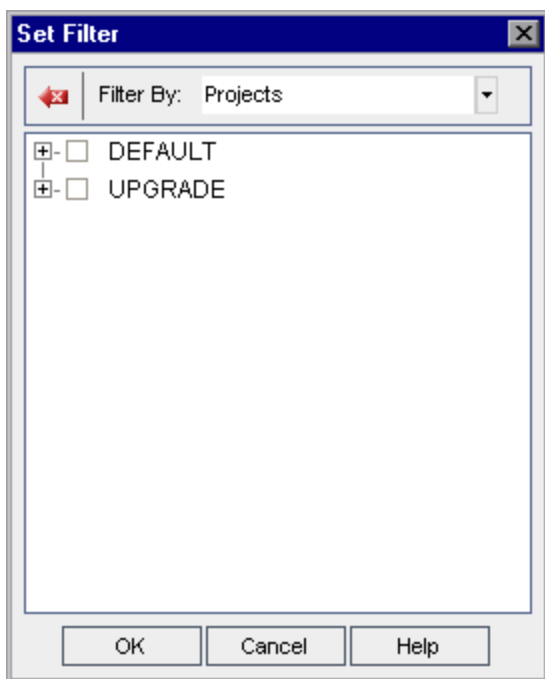 Set Filter
Filter By: Projects
DEFAULT
UPGRADE
OK Cancel Help